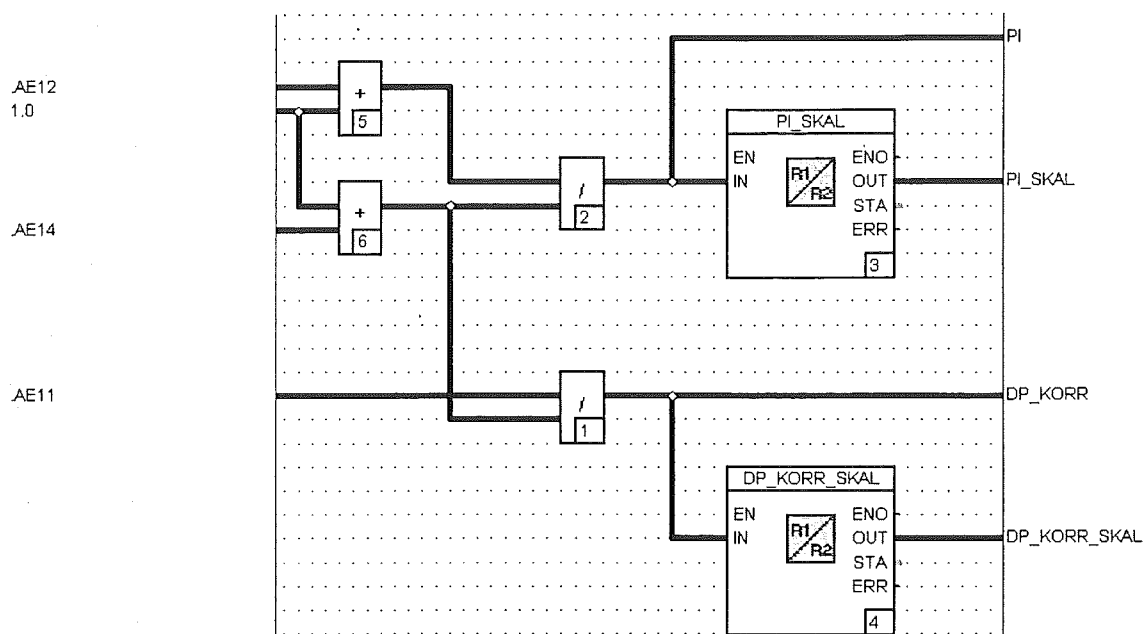 PI
.AE12
+
1.0
5
PI_SKAL
EN
ENO
IN
R1/R2
OUT
PI_SKAL
/
STA
2
+
ERR
.AE14
6
3
.AE11
/
DP_KORR
1
DP_KORR_SKAL
EN
ENO
IN
R1/R2
OUT
DP_KORR_SKAL
STA
ERR
4